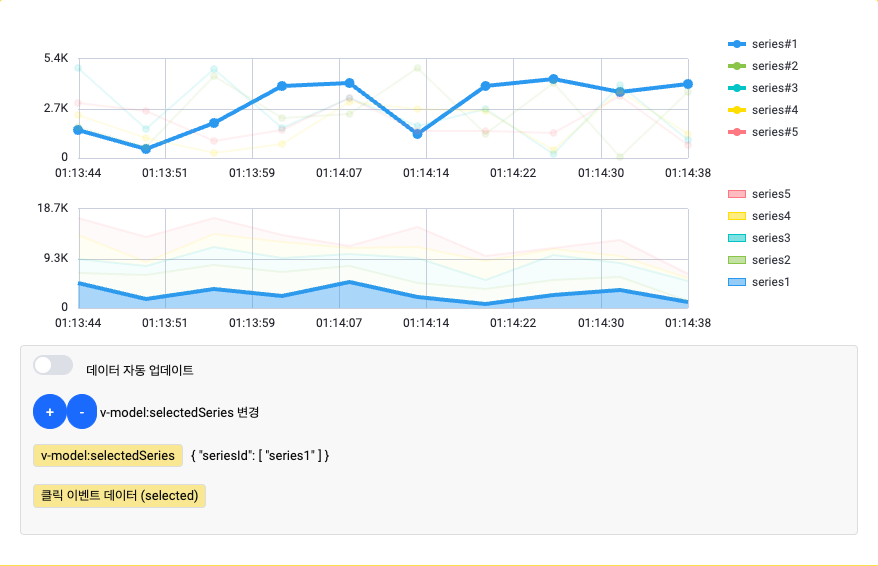 series#1
5.4K
series#2
series#3
2.7K
series#4
series#5
0
01:13:44 01:13:51 01:13:59 01:14:07 01:14:14 01:14:22 01:14:30 01:14:38
series5
18.7K
series4
series3
9.3K
series2
series1
0
01:13:44 01:13:51 01:13:59 01:14:07 01:14:14 01:14:22 01:14:30 01:14:38
데이터 자동 업데이트
+ - v-model:selectedSeries 변경
v-model:selectedSeries { "seriesId": [ "series1" ] }
클릭 이벤트 데이터 (selected)